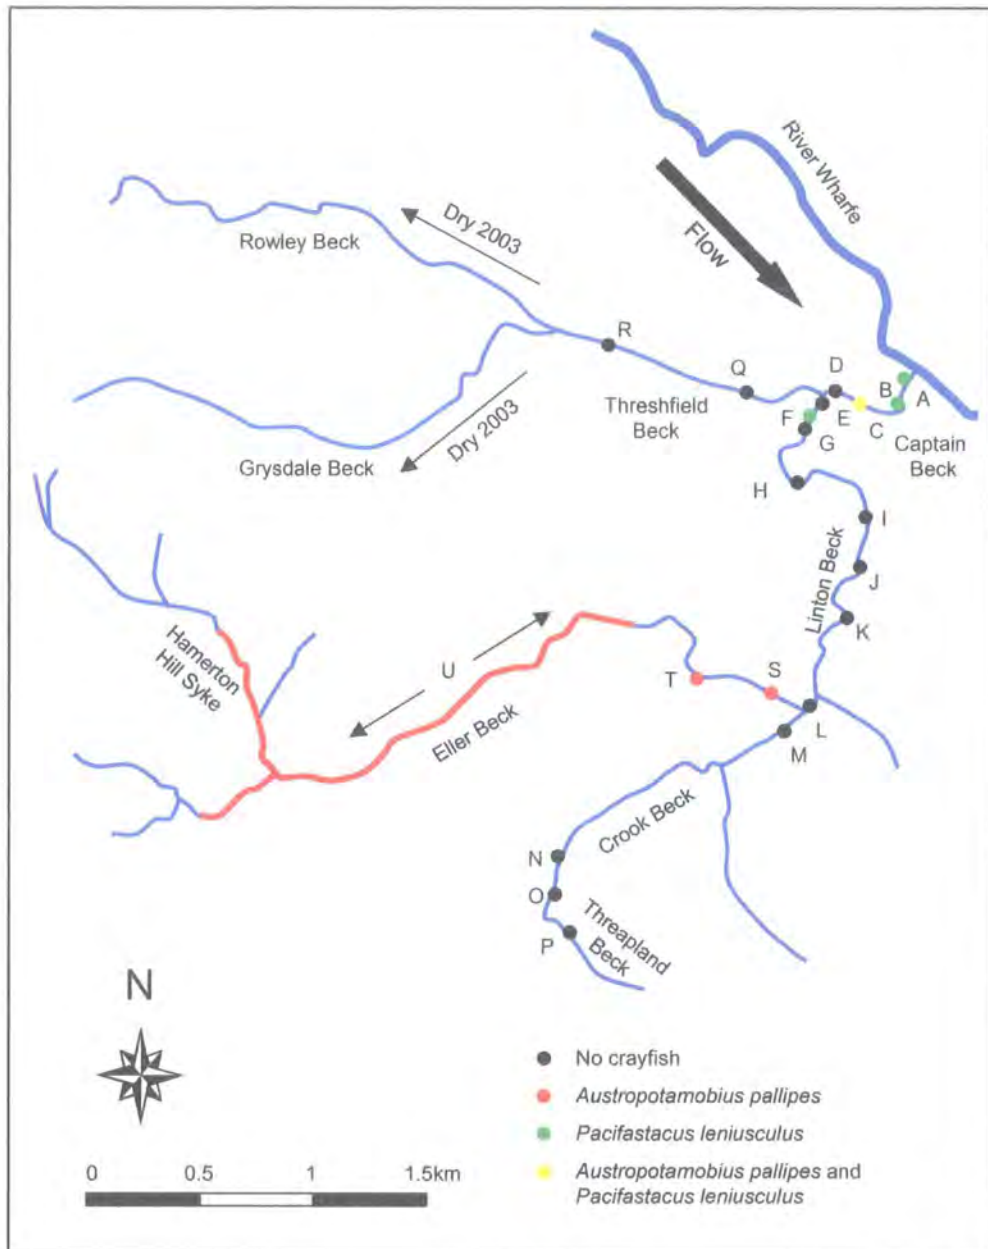 River Wharfe
Flow
Dry 2003
Rowley Beck
R
Q
D
B
A
Threshfield
Beck
F
E
C
G
Captain
Beck
Dry 2003
Grysdale Beck
H
I
Linton Beck
J
K
Hamerton
Hill Syke
U
T
S
Eller Beck
L
M
Crook Beck
N
O
Threapland
Beck
P
N
No crayfish
Austropotamobius pallipes
Pacifastacus leniusculus
Austropotamobius pallipes and
Pacifastacus leniusculus
0 0.5 1 1.5km